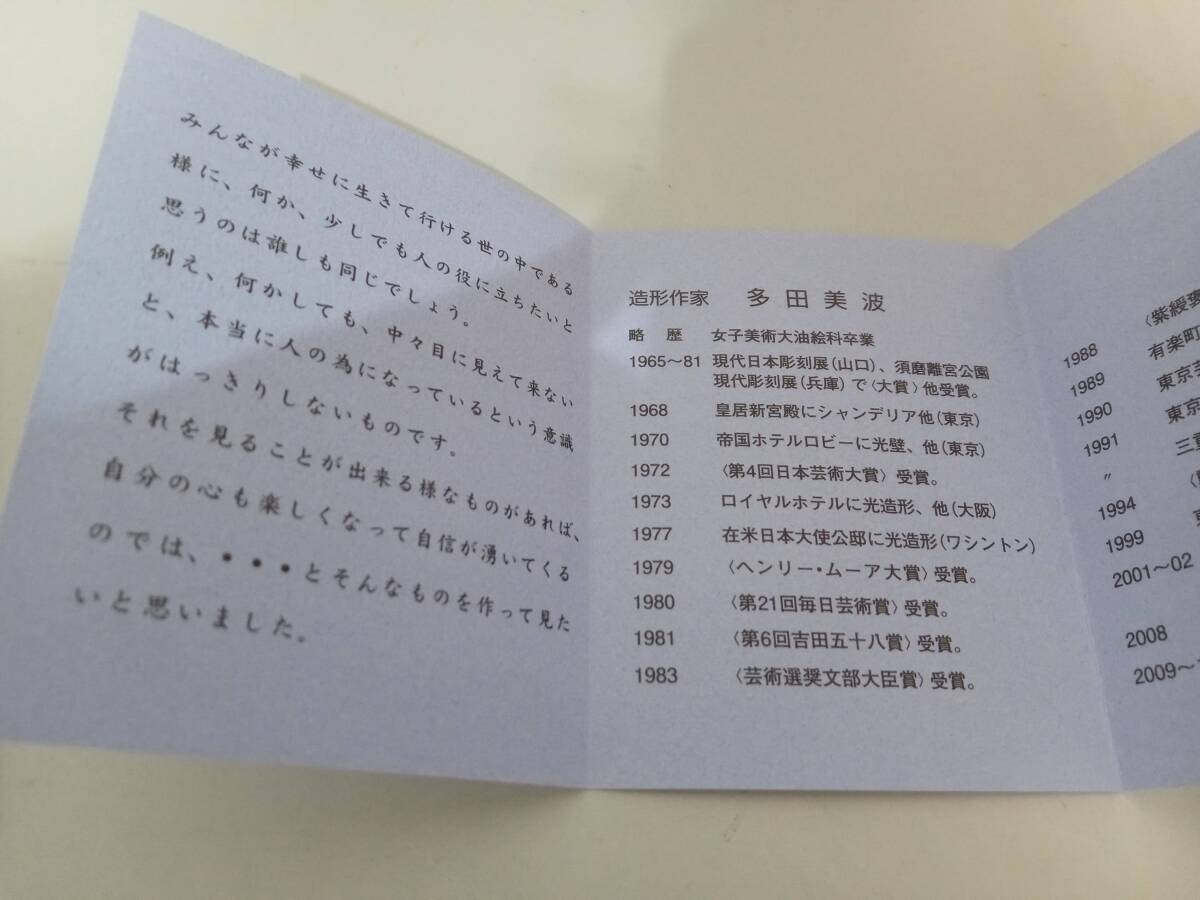 みんなが幸せに生きて行ける世の中である
様に、何か、少しでも人の役に立ちたいと
思うのは誰しも同じでしょう。
例え、何かしても、中々目に見えて来ない
と、本当に人の為になっているという意識
がはっきりしないものです。
それを見ることが出来る様なものがあれば、
自分の心も楽しくなって自信が湧いてくる
のでは、・・・とそんなものを作って見た
いと思いました。
造形作家 多田美波
略歴 女子美術大油絵科卒業
1965〜81 現代日本彫刻展(山口)、須磨離宮公園
現代彫刻展(兵庫)で〈大賞〉他受賞。
1968 皇居新宮殿にシャンデリア他(東京)
1970 帝国ホテルロビーに光壁、他(東京)
1972 〈第4回日本芸術大賞〉受賞。
1973 ロイヤルホテルに光造形、他(大阪)
1977 在米日本大使公邸に光造形(ワシントン)
1979 〈ヘンリー・ムーア大賞〉受賞。
1980 〈第21回毎日芸術賞〉受賞。
1981 〈第6回吉田五十八賞〉受賞。
1983 〈芸術選奨文部大臣賞〉受賞。
〈紫綬
1988 有楽町
1989 東京
1990 東京
1991 三
〃
1994
1999
2001〜02
2008
2009〜